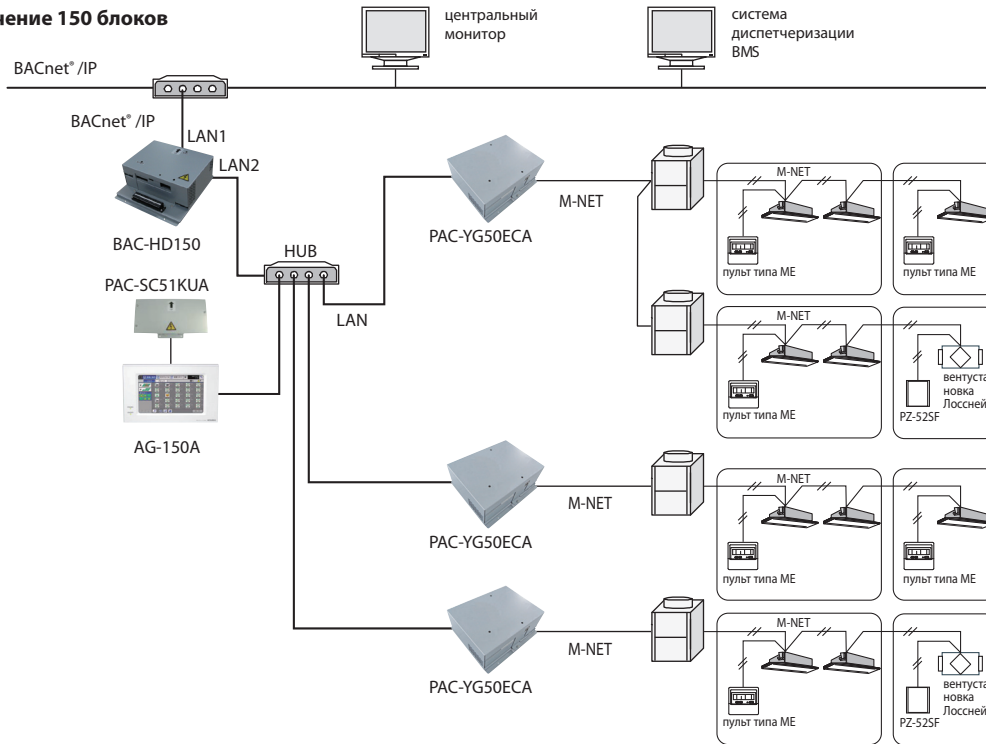 чение 150 блоков
центральный
монитор
система
диспетчеризации
BMS
BACnet® /IP
BACnet® /IP
LAN1
LAN2
BAC-HD150
HUB
LAN
PAC-SC51KUA
AG-150A
PAC-YG50ECA
M-NET
M-NET
пульт типа ME
пульт типа ME
M-NET
пульт типа ME
вентуста
новка
Лоссней
PZ-52SF
PAC-YG50ECA
M-NET
M-NET
пульт типа ME
пульт типа ME
PAC-YG50ECA
M-NET
M-NET
пульт типа ME
вентуста
новка
Лоссней
PZ-52SF